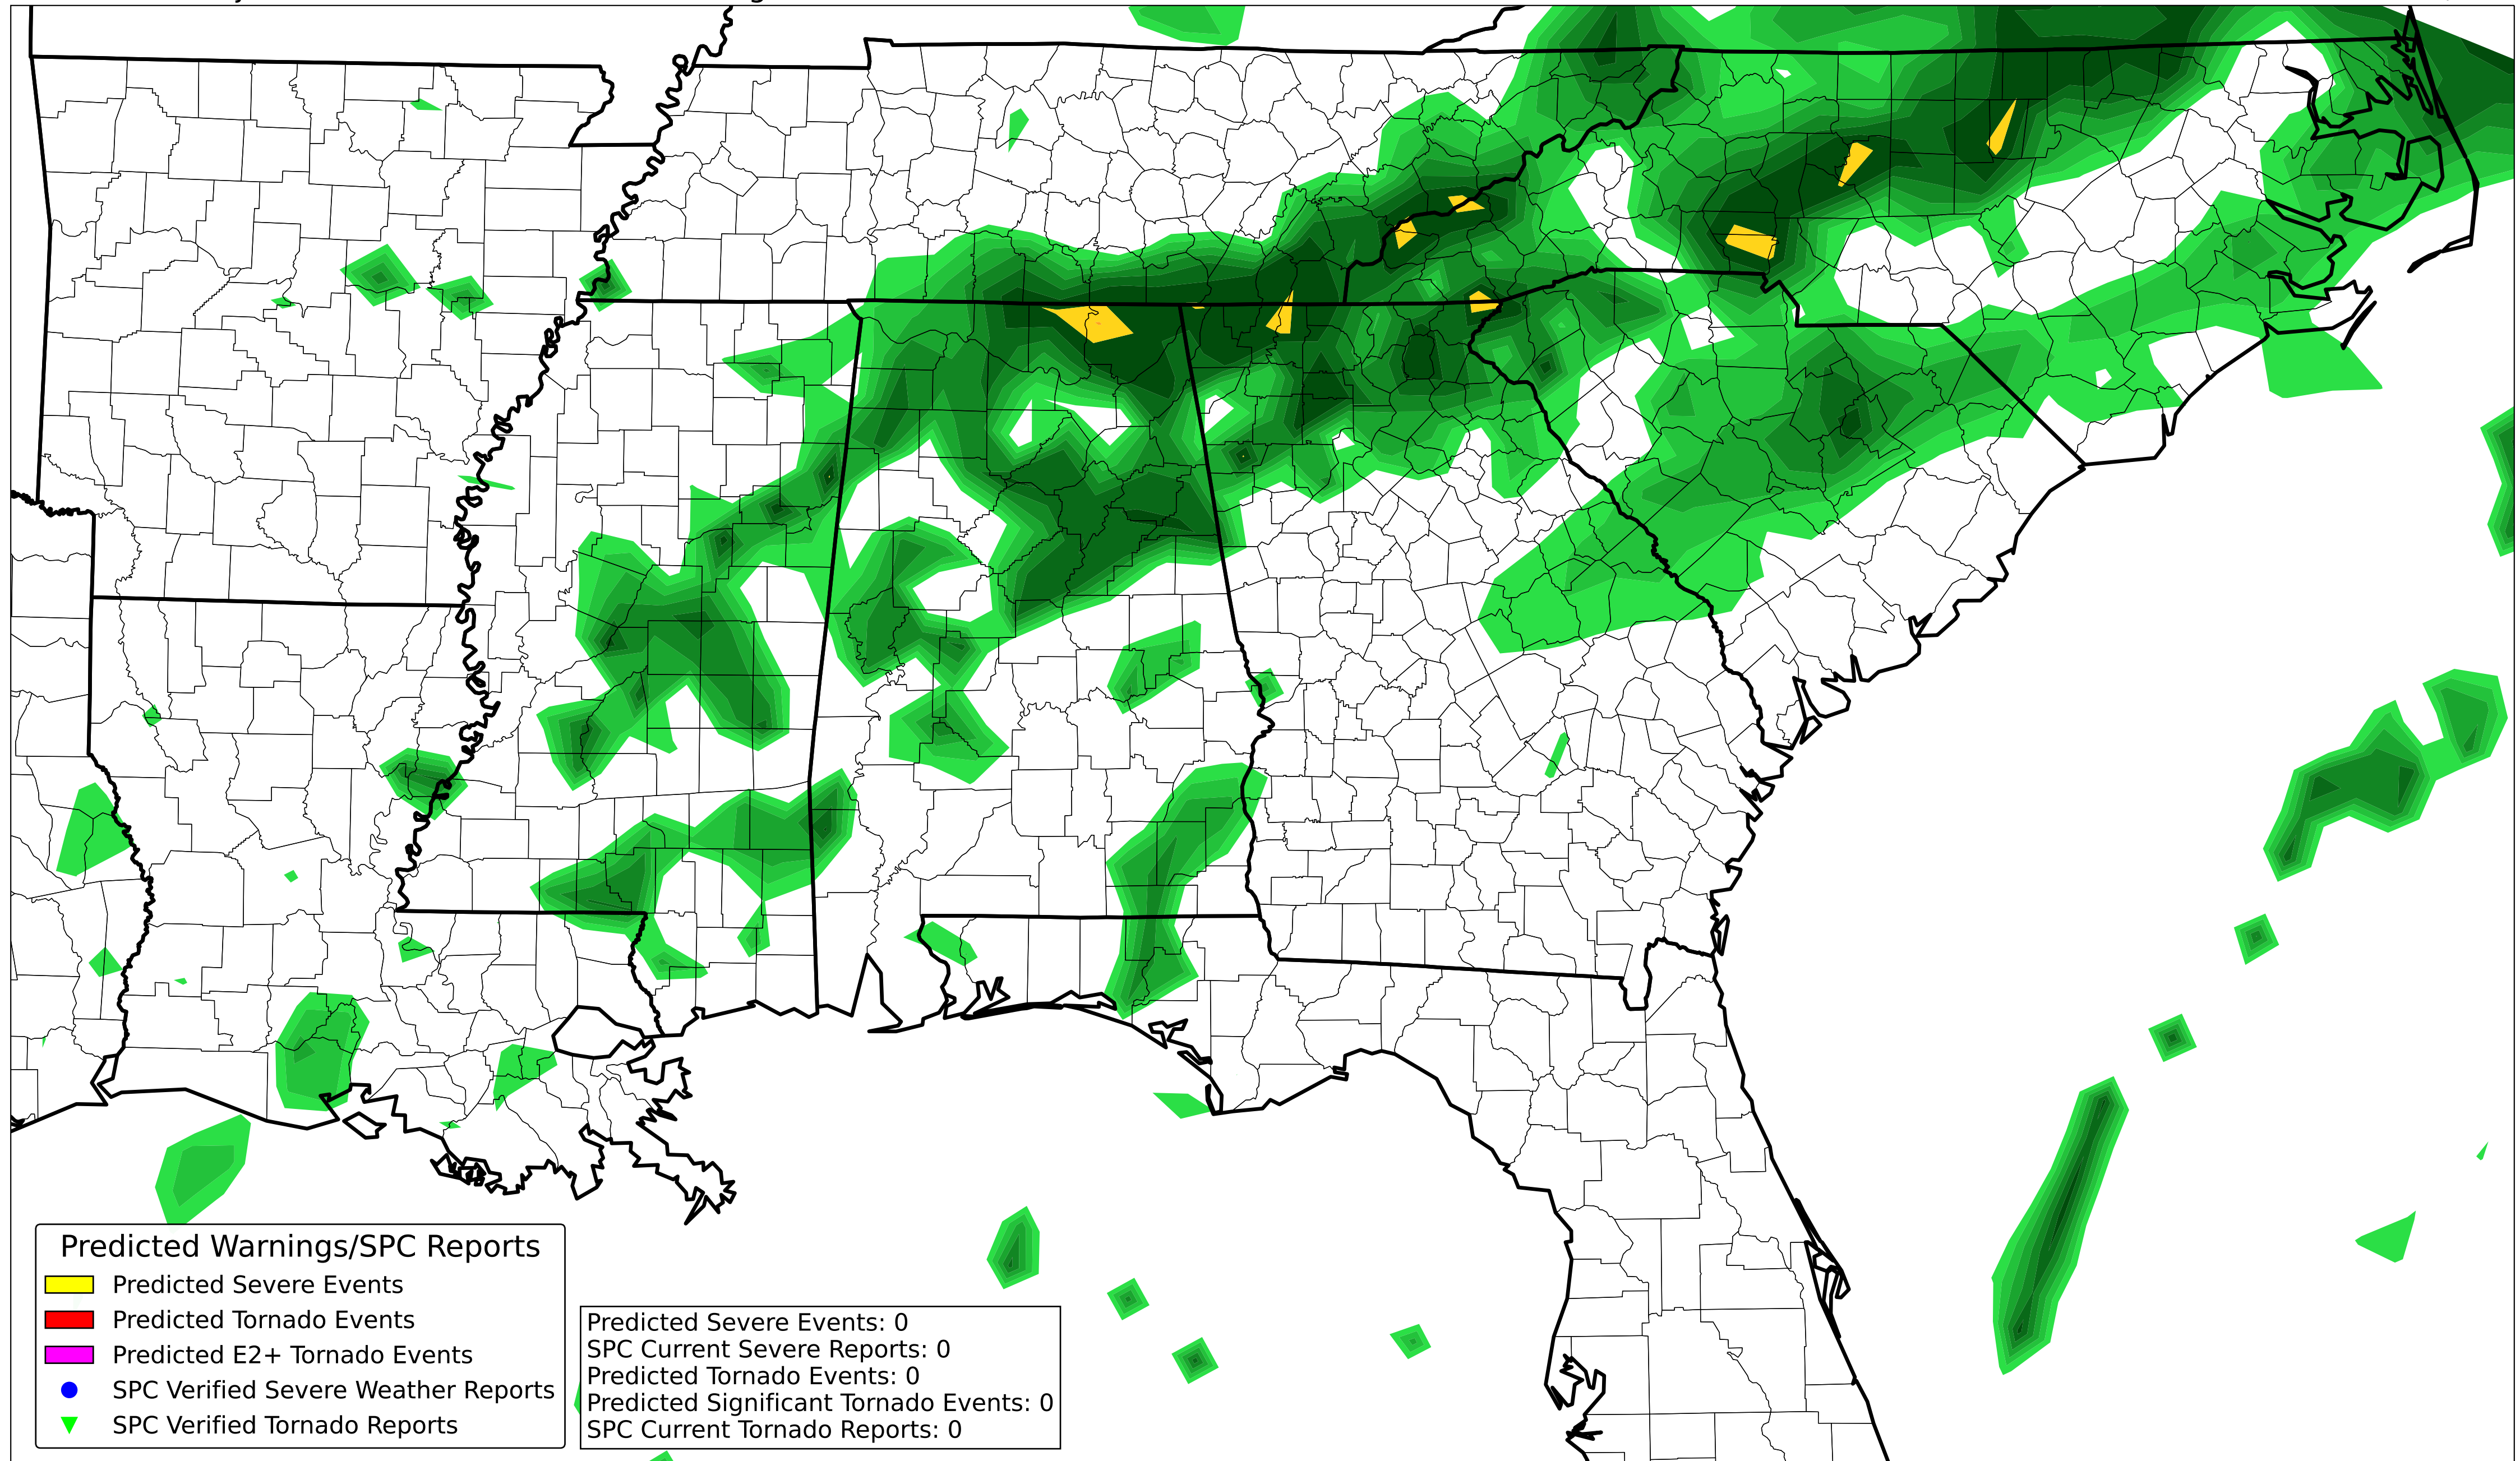 Predicted Warnings/SPC Reports
Predicted Severe Events
Predicted Tornado Events
Predicted E2+ Tornado Events
SPC Verified Severe Weather Reports
SPC Verified Tornado Reports
Predicted Severe Events: 0
SPC Current Severe Reports: 0
Predicted Tornado Events: 0
Predicted Significant Tornado Events: 0
SPC Current Tornado Reports: 0